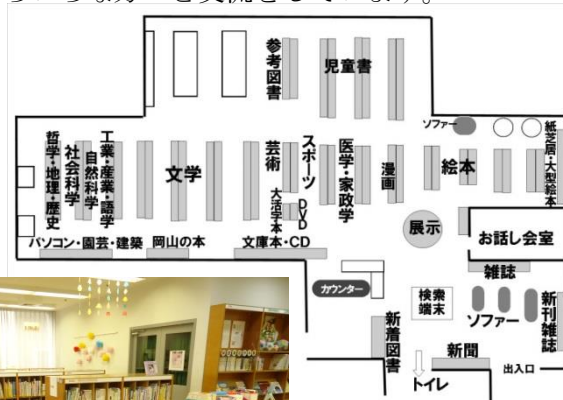 参考図書
児童書
ソファー
紙芝居・大型絵本
哲学・地理・歴史
社会科学
自然科学
工業・産業・語学
文学
芸術
スポーツ
医学・家政学
漫画
絵本
大活字本
DVD
展示
お話し会室
パソコン・園芸・建築
岡山の本
文庫本・CD
雑誌
カウンター
検索
端末
ソファー
新刊雑誌
新着図書
新聞
出入口
トイレ